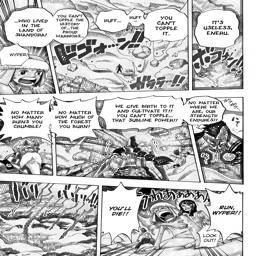 IT'S
USELESS,
ENERU.
YOU
CAN'T
TOPPLE
IT.
HUFF
HUFF
YOU CAN'T
TOPPLE THE
HISTORY
OF THE
PROUD
WARRIORS...
...WHO LIVED
IN THE
LAND OF
SHANDORA!
WYPER!
NO MATTER
WHERE WE
ARE, OUR
STRENGTH
ENDURES!
WE GIVE BIRTH TO IT
AND CULTIVATE IT!!
YOU CAN'T TOPPLE...
THAT SUBLIME POWER!!
NO MATTER
HOW MUCH OF
THE FOREST
YOU BURN!
NO MATTER
HOW MANY
RUINS YOU
CRUMBLE!
RUN,
WYPER!!
LOOK
OUT!
YOU'LL
DIE!!